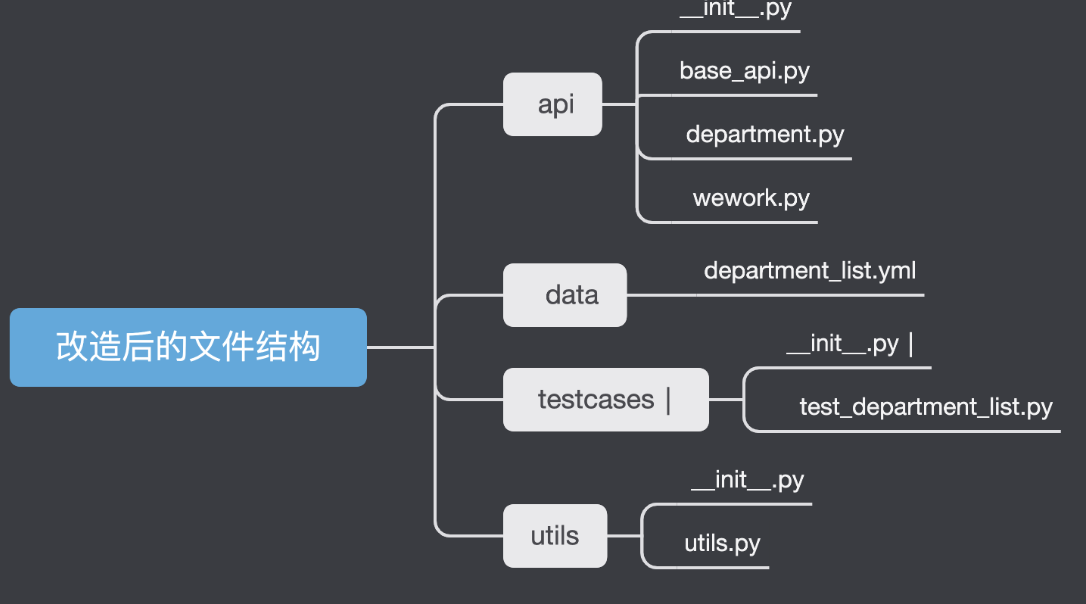 改造后的文件结构
api
__init__.py
base_api.py
department.py
wework.py
data
department_list.yml
testcases |
__init__.py |
test_department_list.py
utils
__init__.py
utils.py